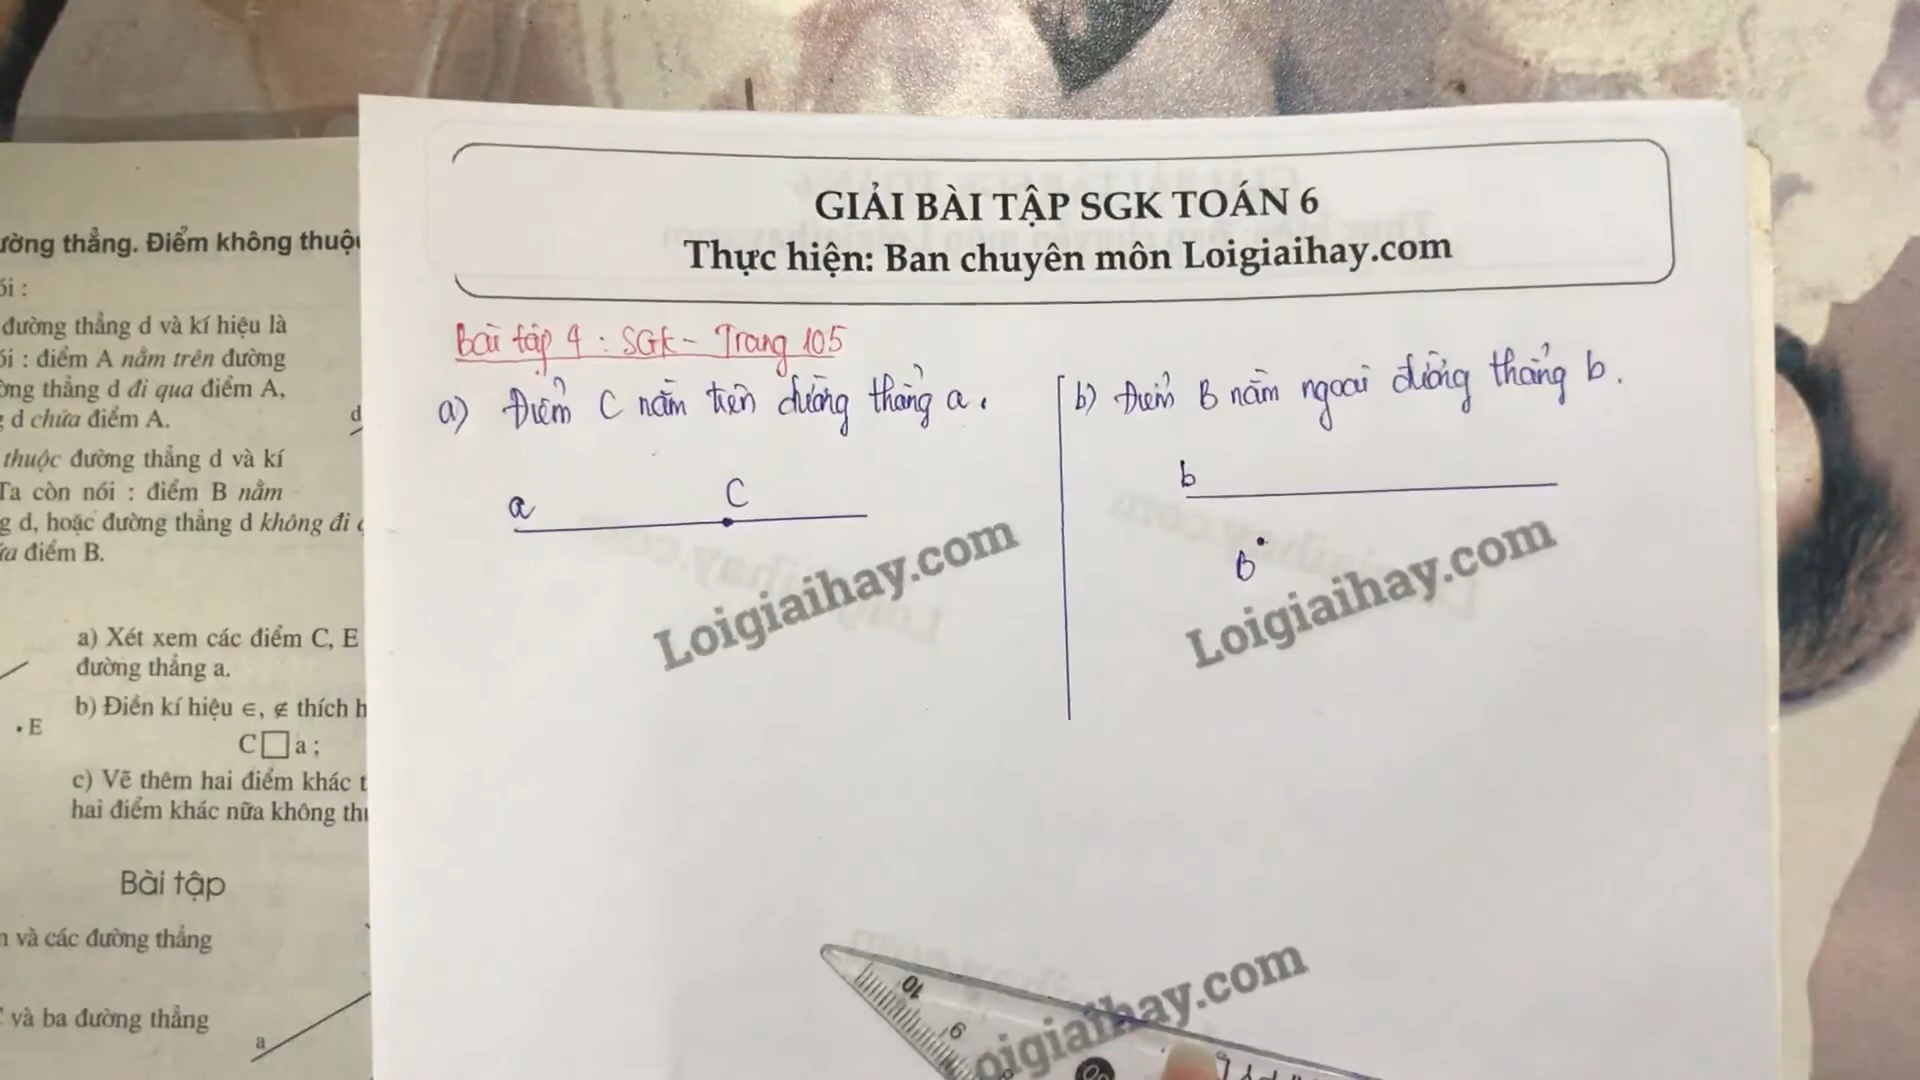 ường thẳng. Điểm không thuộ
ói :
đường thẳng d và kí hiệu là
ói : điểm A nằm trên đường
ờng thẳng d đi qua điểm A,
g d chứa điểm A.
d
thuộc đường thẳng d và kí
Ta còn nói : điểm B nằm
g d, hoặc đường thẳng d không đi
ứa điểm B.
a) Xét xem các điểm C, E
đường thẳng a.
b) Điền kí hiệu ∈, ∉ thích h
. E
C □ a ;
c) Vẽ thêm hai điểm khác t
hai điểm khác nữa không th
Bài tập
và các đường thẳng
và ba đường thẳng
a
GIẢI BÀI TẬP SGK TOÁN 6
Thực hiện: Ban chuyên môn Loigiaihay.com
Bài tập 4 : SGK - Trang 105
a) Điểm C nằm trên đường thẳng a.
a
C
Loigiaihay.com
b) Điểm B nằm ngoài đường thẳng b.
b
B
Loigiaihay.com
10
9
oigiaihay.com